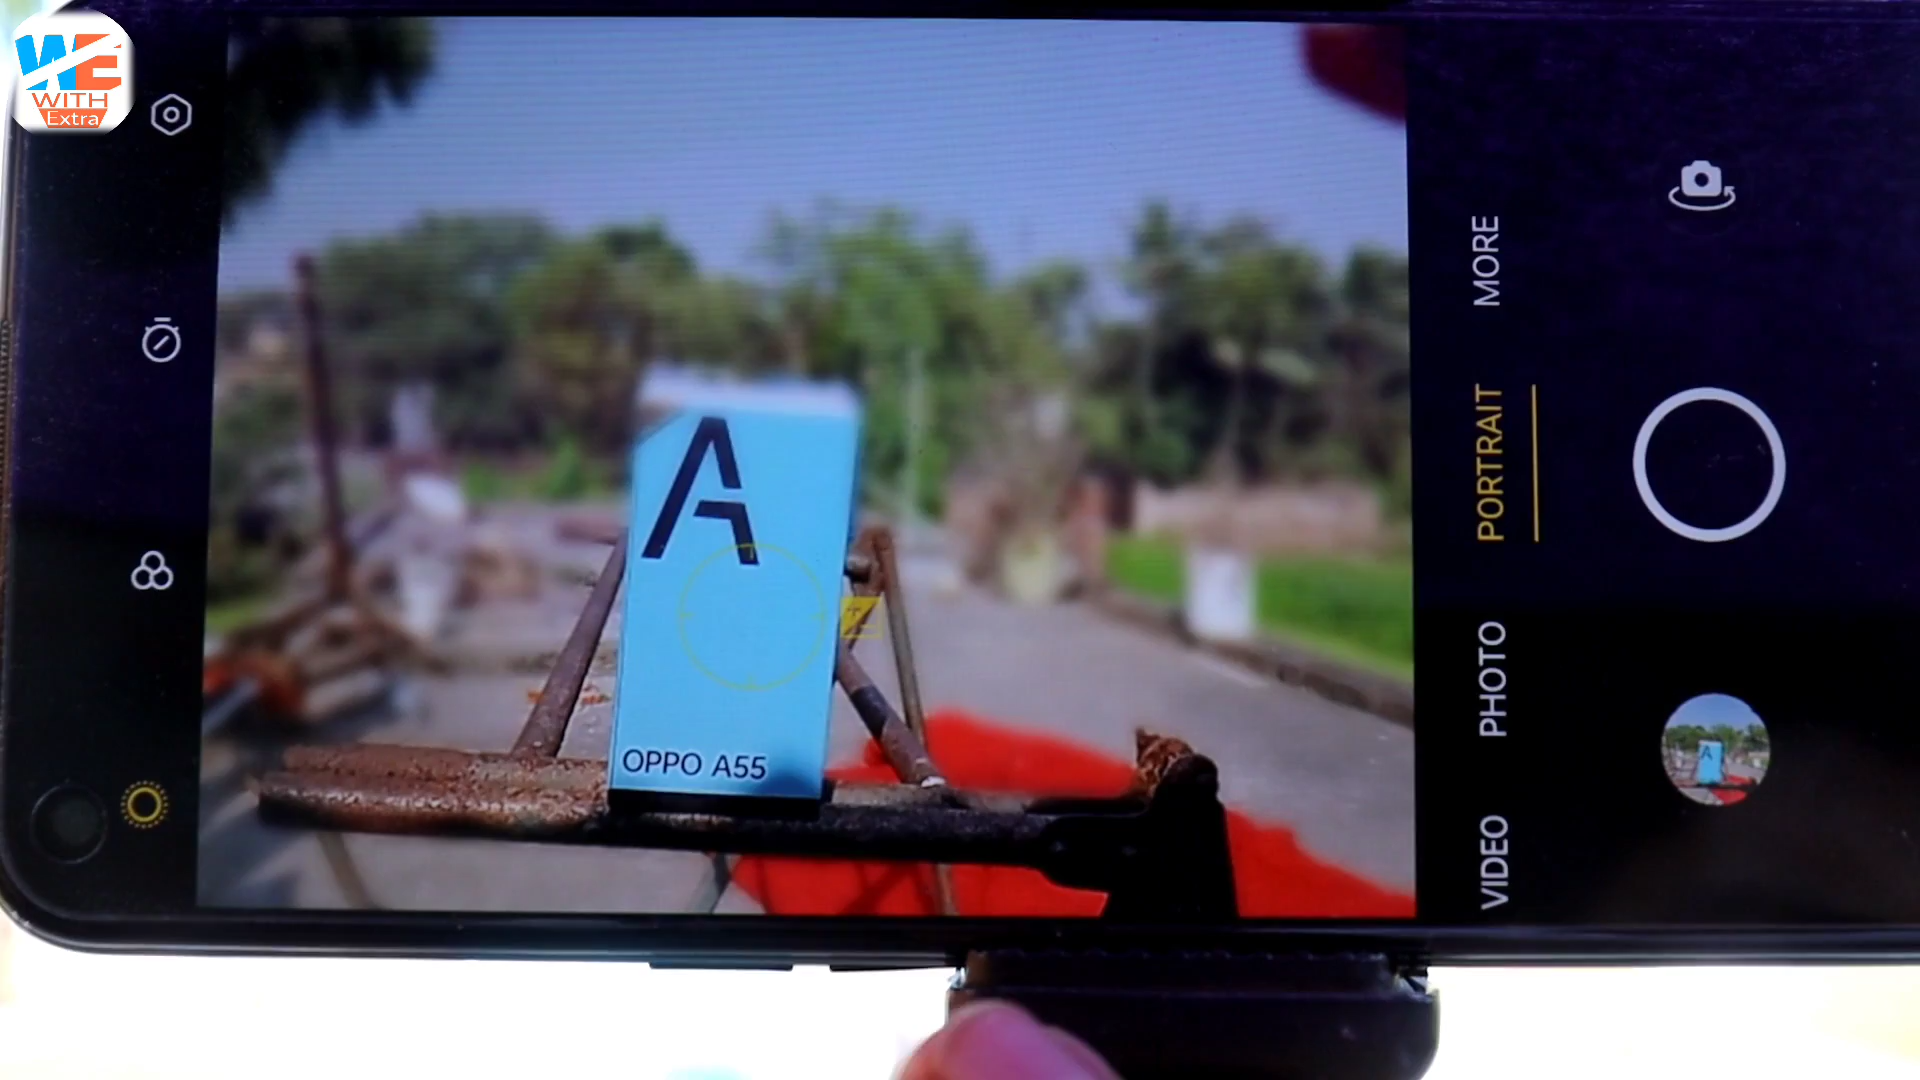 WE
WITH
Extra
A
OPPO A55
MORE
PORTRAIT
PHOTO
VIDEO
A